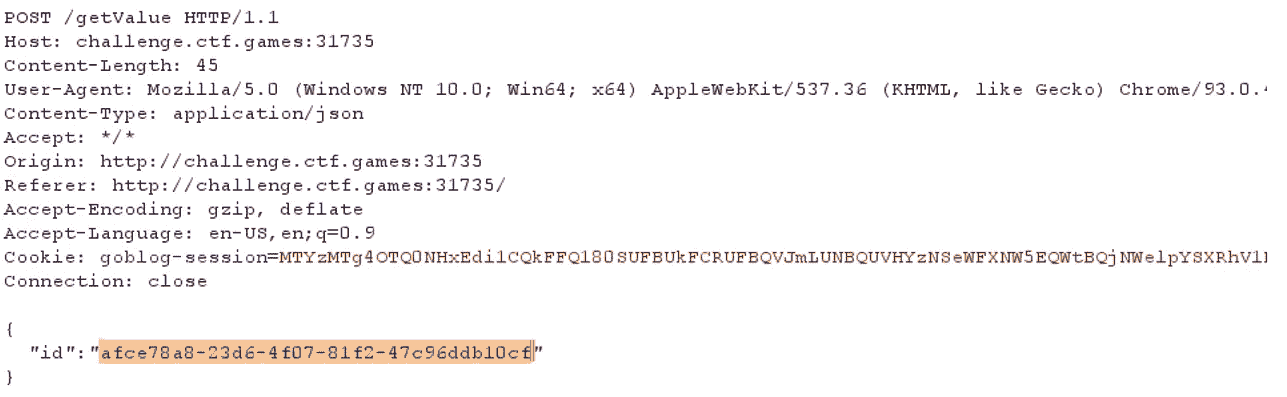 POST /getValue HTTP/1.1
Host: challenge.ctf.games:31735
Content-Length: 45
User-Agent: Mozilla/5.0 (Windows NT 10.0; Win64; x64) AppleWebKit/537.36 (KHTML, like Gecko) Chrome/93.0.4
Content-Type: application/json
Accept: */*
Origin: http://challenge.ctf.games:31735
Referer: http://challenge.ctf.games:31735/
Accept-Encoding: gzip, deflate
Accept-Language: en-US,en;q=0.9
Cookie: goblog-session=
Connection: close
{
"id":"afce78a8-23d6-4f07-81f2-47c96ddb10cf"
}